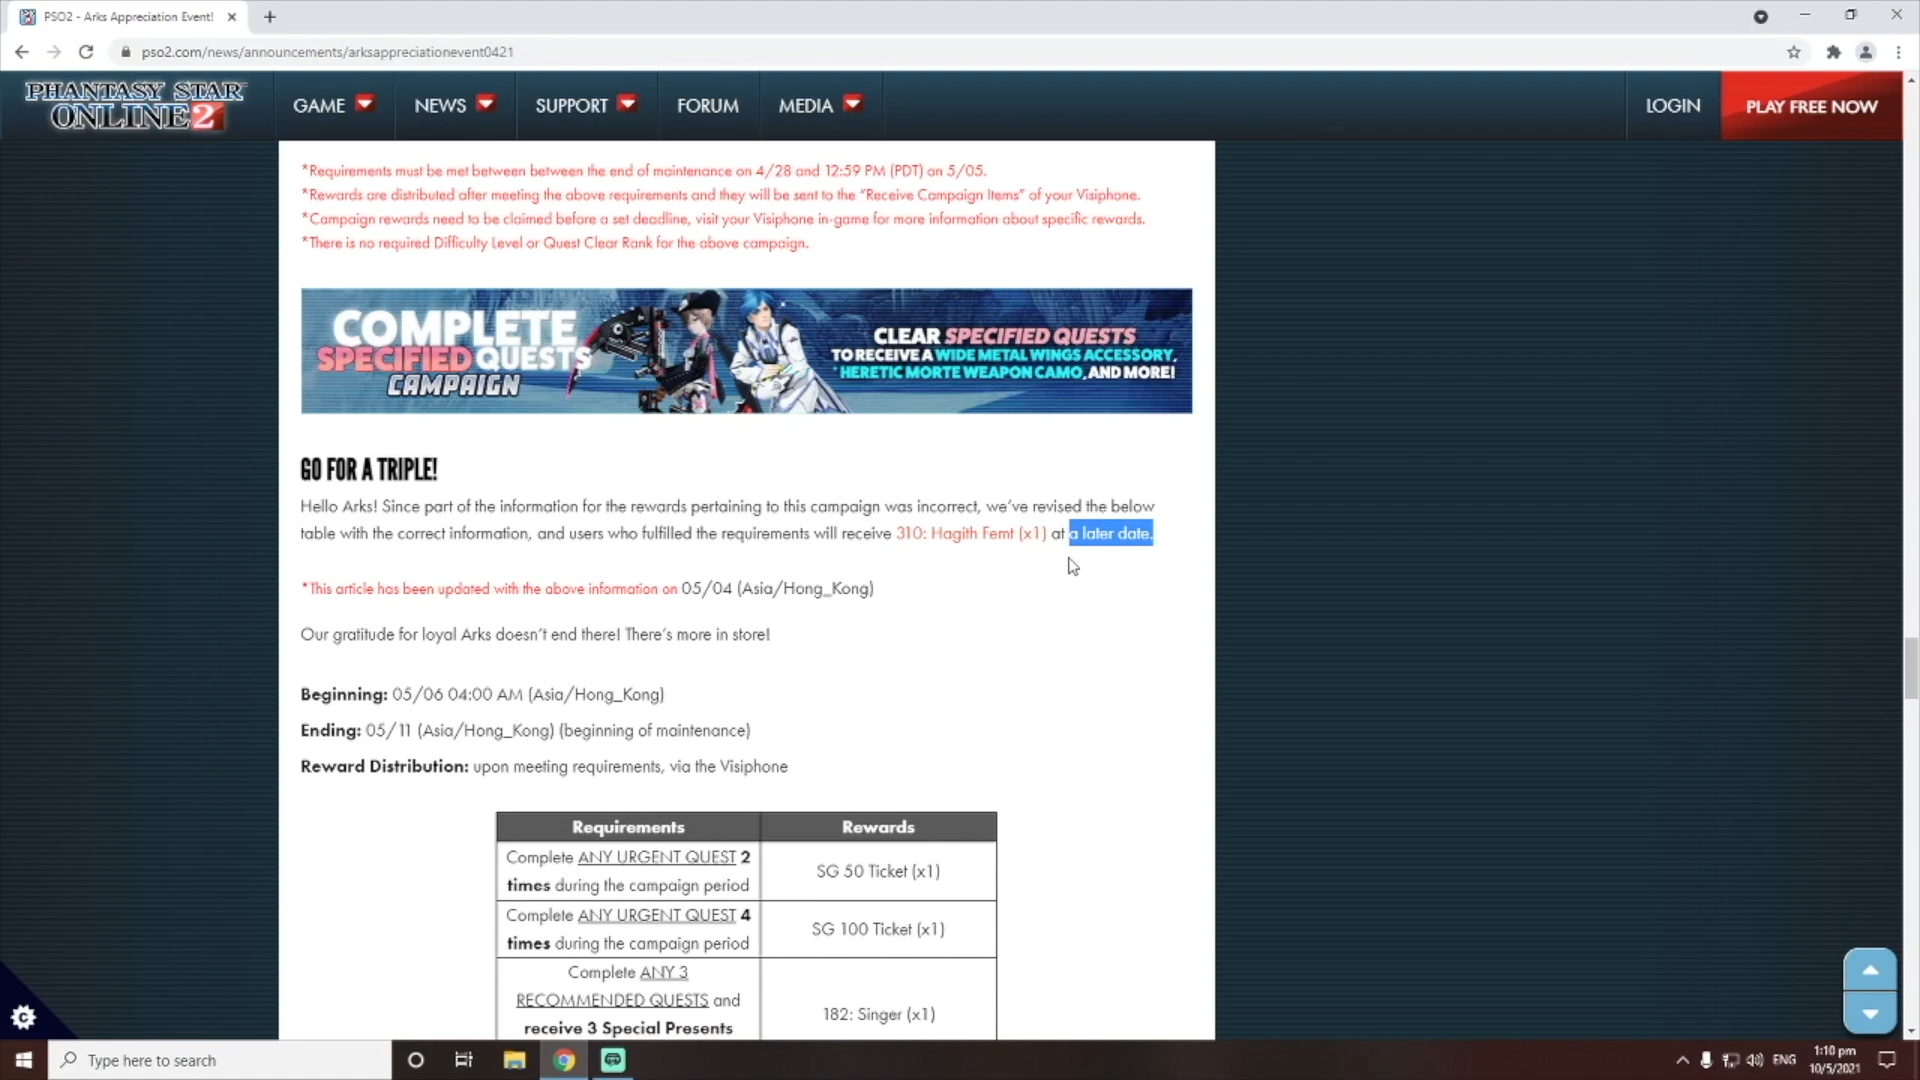 PSO2 - Arks Appreciation Event!
pso2.com/news/announcements/arksappreciationevent0421
PHANTASY STAR
ONLINE 2
GAME
NEWS
SUPPORT
FORUM
MEDIA
LOGIN
PLAY FREE NOW
*Requirements must be met between between the end of maintenance on 4/28 and 12:59 PM (PDT) on 5/05.
*Rewards are distributed after meeting the above requirements and they will be sent to the “Receive Campaign Items” of your Visiphone.
*Campaign rewards need to be claimed before a set deadline, visit your Visiphone in-game for more information about specific rewards.
*There is no required Difficulty Level or Quest Clear Rank for the above campaign.
COMPLETE
SPECIFIED QUESTS
CAMPAIGN
CLEAR SPECIFIED QUESTS
TO RECEIVE A WIDE METAL WINGS ACCESSORY,
*HERETIC MORTE WEAPON CAMO, AND MORE!
GO FOR A TRIPLE!
Hello Arks! Since part of the information for the rewards pertaining to this campaign was incorrect, we’ve revised the below
table with the correct information, and users who fulfilled the requirements will receive 310: Hagith Femt (x1) at a later date.
*This article has been updated with the above information on 05/04 (Asia/Hong_Kong)
Our gratitude for loyal Arks doesn’t end there! There’s more in store!
Beginning: 05/06 04:00 AM (Asia/Hong_Kong)
Ending: 05/11 (Asia/Hong_Kong) (beginning of maintenance)
Reward Distribution: upon meeting requirements, via the Visiphone
Requirements
Rewards
Complete ANY URGENT QUEST 2
times during the campaign period
SG 50 Ticket (x1)
Complete ANY URGENT QUEST 4
times during the campaign period
SG 100 Ticket (x1)
Complete ANY 3
RECOMMENDED QUESTS and
receive 3 Special Presents
182: Singer (x1)
Type here to search
ENG
1:10 pm
10/5/2021